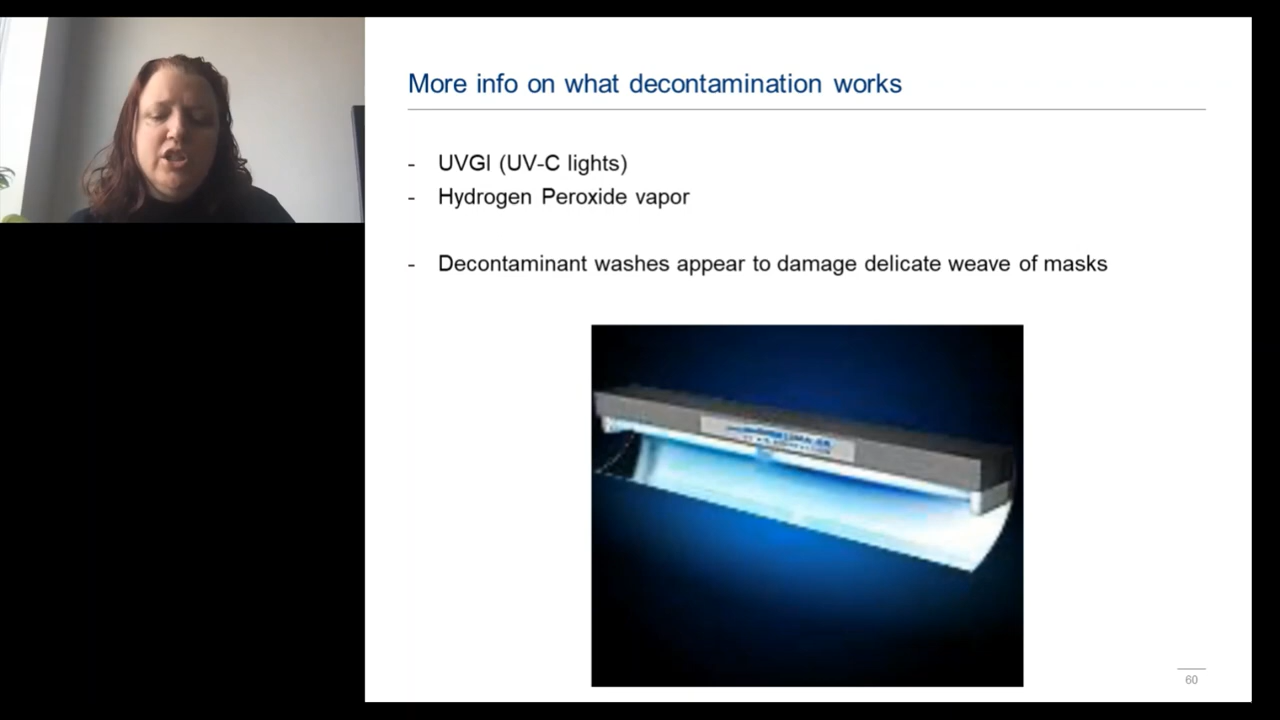 More info on what decontamination works
- UVGI (UV-C lights)
- Hydrogen Peroxide vapor
- Decontaminant washes appear to damage delicate weave of masks
60